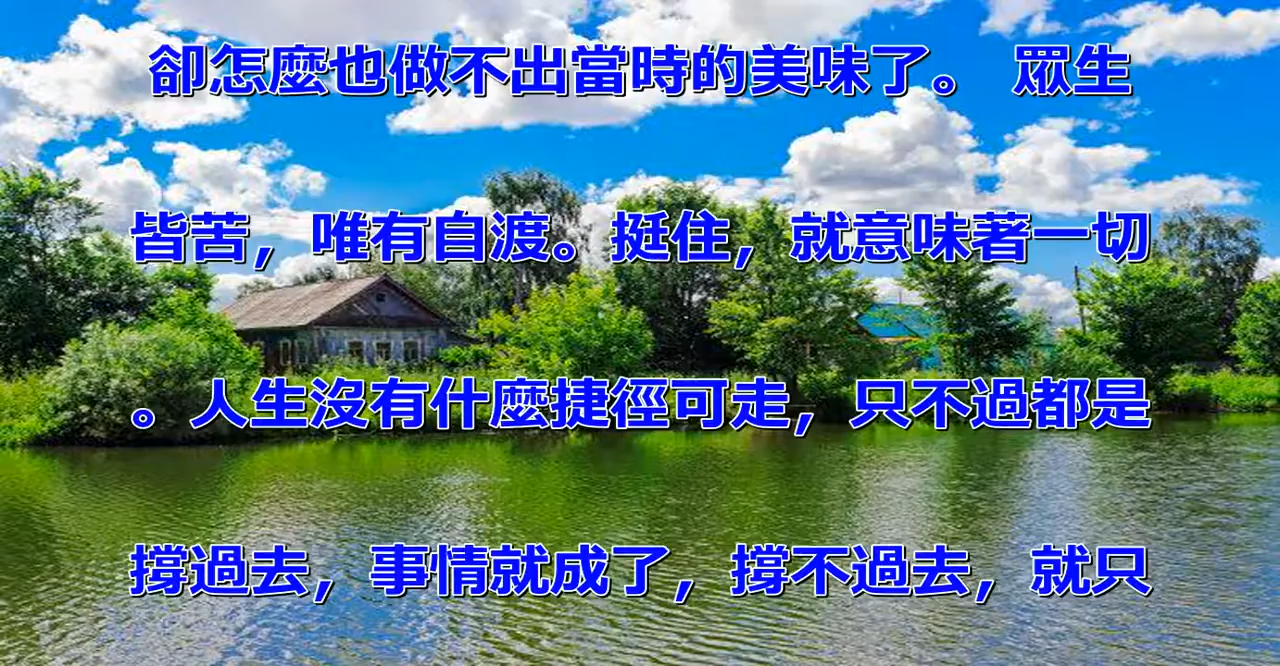 卻怎麼也做不出當時的美味了。 眾生
皆苦，唯有自渡。挺住，就意味著一切
。人生沒有什麼捷徑可走，只不過都是
撐過去，事情就成了，撐不過去，就只